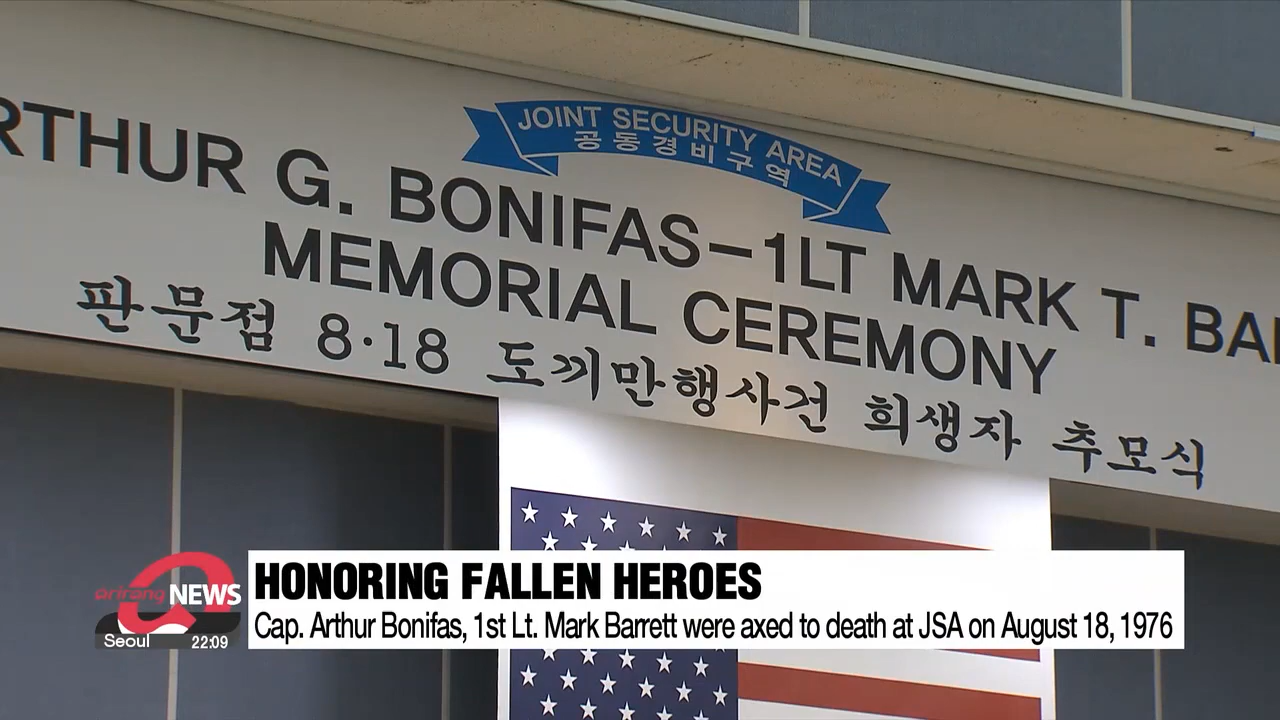 JOINT SECURITY AREA
공동경비구역
RTHUR G. BONIFAS–1LT MARK T. BA
MEMORIAL CEREMONY
판문점 8·18 도끼만행사건 희생자 추모식
HONORING FALLEN HEROES
Cap. Arthur Bonifas, 1st Lt. Mark Barrett were axed to death at JSA on August 18, 1976
arirang NEWS
Seoul 22:09